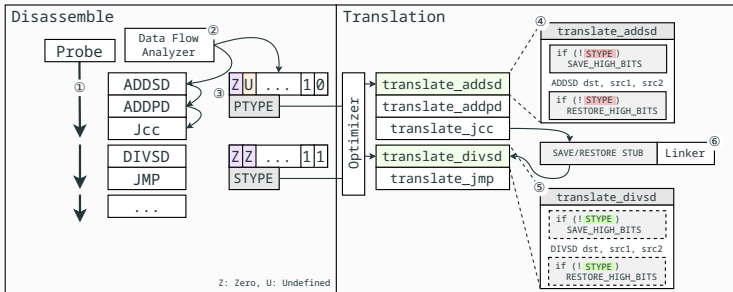 Disassemble
Probe
Data Flow
Analyzer
②
①
③
ADDSD
ADDPD
Jcc
DIVSD
JMP
...
Z U ... 1 0
PTYPE
Z Z ... 1 1
STYPE
Z: Zero, U: Undefined
Translation
Optimizer
translate_addsd
translate_addpd
translate_jcc
translate_divsd
translate_jmp
④
translate_addsd
if (!STYPE)
SAVE_HIGH_BITS
ADDSD dst, src1, src2
if (!STYPE)
RESTORE_HIGH_BITS
⑥
SAVE/RESTORE STUB
Linker
⑤
translate_divsd
if (!STYPE)
SAVE_HIGH_BITS
DIVSD dst, src1, src2
if (!STYPE)
RESTORE_HIGH_BITS